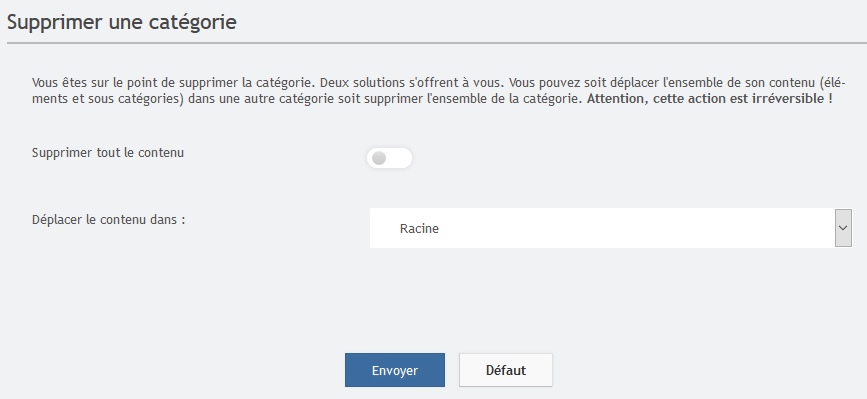 Supprimer une catégorie
Vous êtes sur le point de supprimer la catégorie. Deux solutions s'offrent à vous. Vous pouvez soit déplacer l'ensemble de son contenu (élé-
ments et sous catégories) dans une autre catégorie soit supprimer l'ensemble de la catégorie. Attention, cette action est irréversible !
Supprimer tout le contenu
Déplacer le contenu dans :
Racine
Envoyer
Défaut